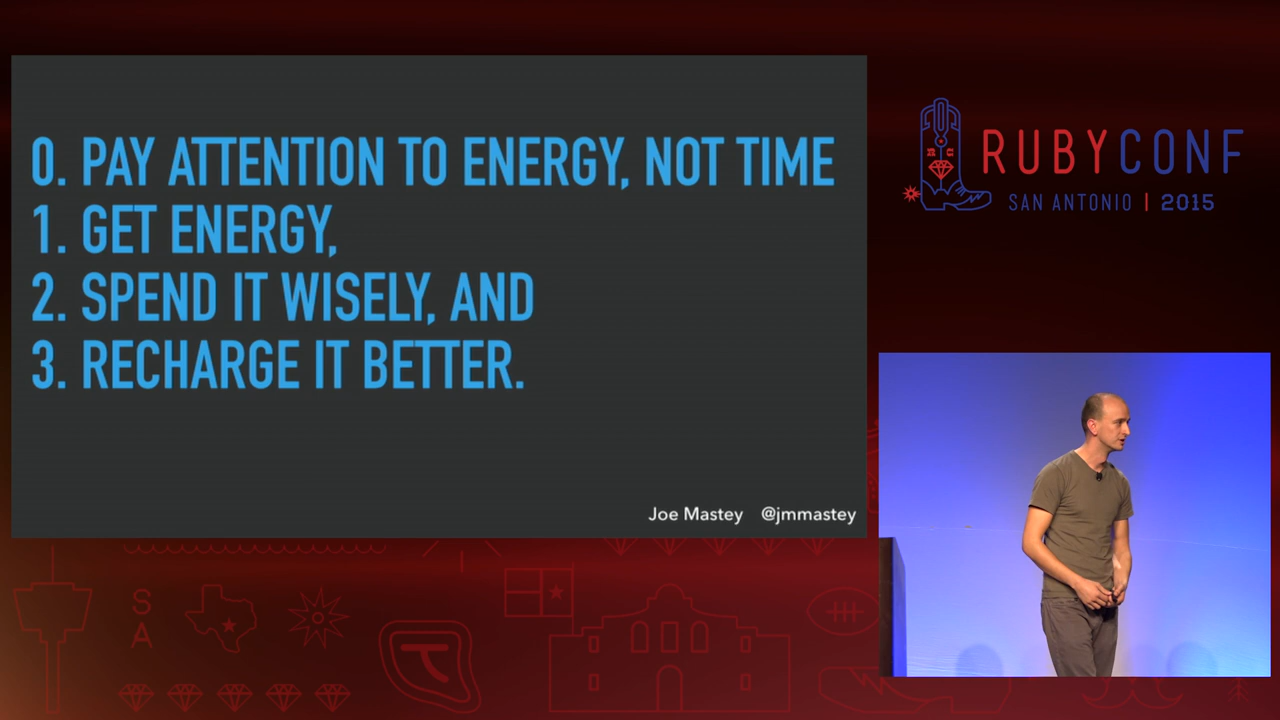 0. PAY ATTENTION TO ENERGY, NOT TIME
1. GET ENERGY,
2. SPEND IT WISELY, AND
3. RECHARGE IT BETTER.
Joe Mastey @jmmastey
RUBYCONF
SAN ANTONIO | 2015
S
A